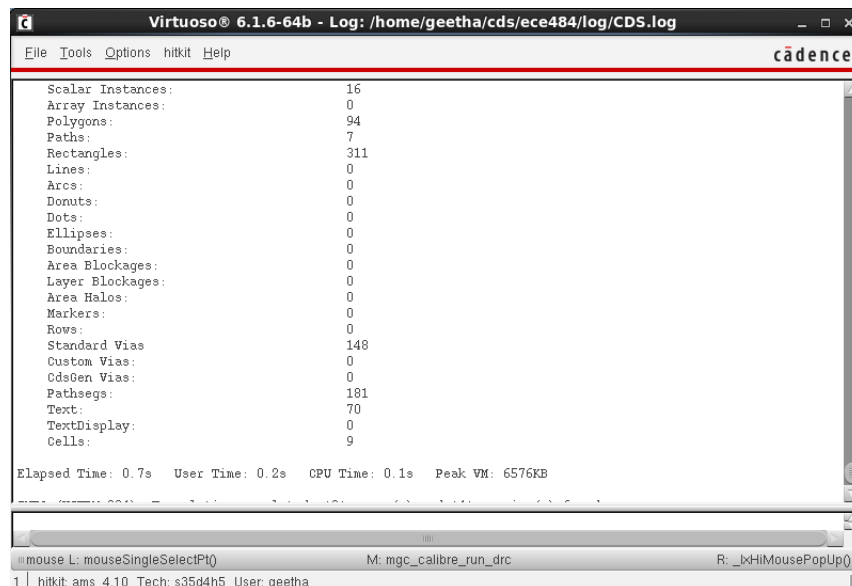 Virtuoso® 6.1.6-64b - Log: /home/geetha/cds/ece484/log/CDS.log
File Tools Options hitkit Help
cādence
Scalar Instances: 16
Array Instances: 0
Polygons: 94
Paths: 7
Rectangles: 311
Lines: 0
Arcs: 0
Donuts: 0
Dots: 0
Ellipses: 0
Boundaries: 0
Area Blockages: 0
Layer Blockages: 0
Area Halos: 0
Markers: 0
Rows: 0
Standard Vias 148
Custom Vias: 0
CdsGen Vias: 0
Pathsegs: 181
Text: 70
TextDisplay: 0
Cells: 9
Elapsed Time: 0.7s User Time: 0.2s CPU Time: 0.1s Peak VM: 6576KB
mouse L: mouseSingleSelectPt() M: mgc_calibre_run_drc R: _lxHiMousePopUp()
1 hitkit: ams_4.10 Tech: s35d4h5 User: geetha